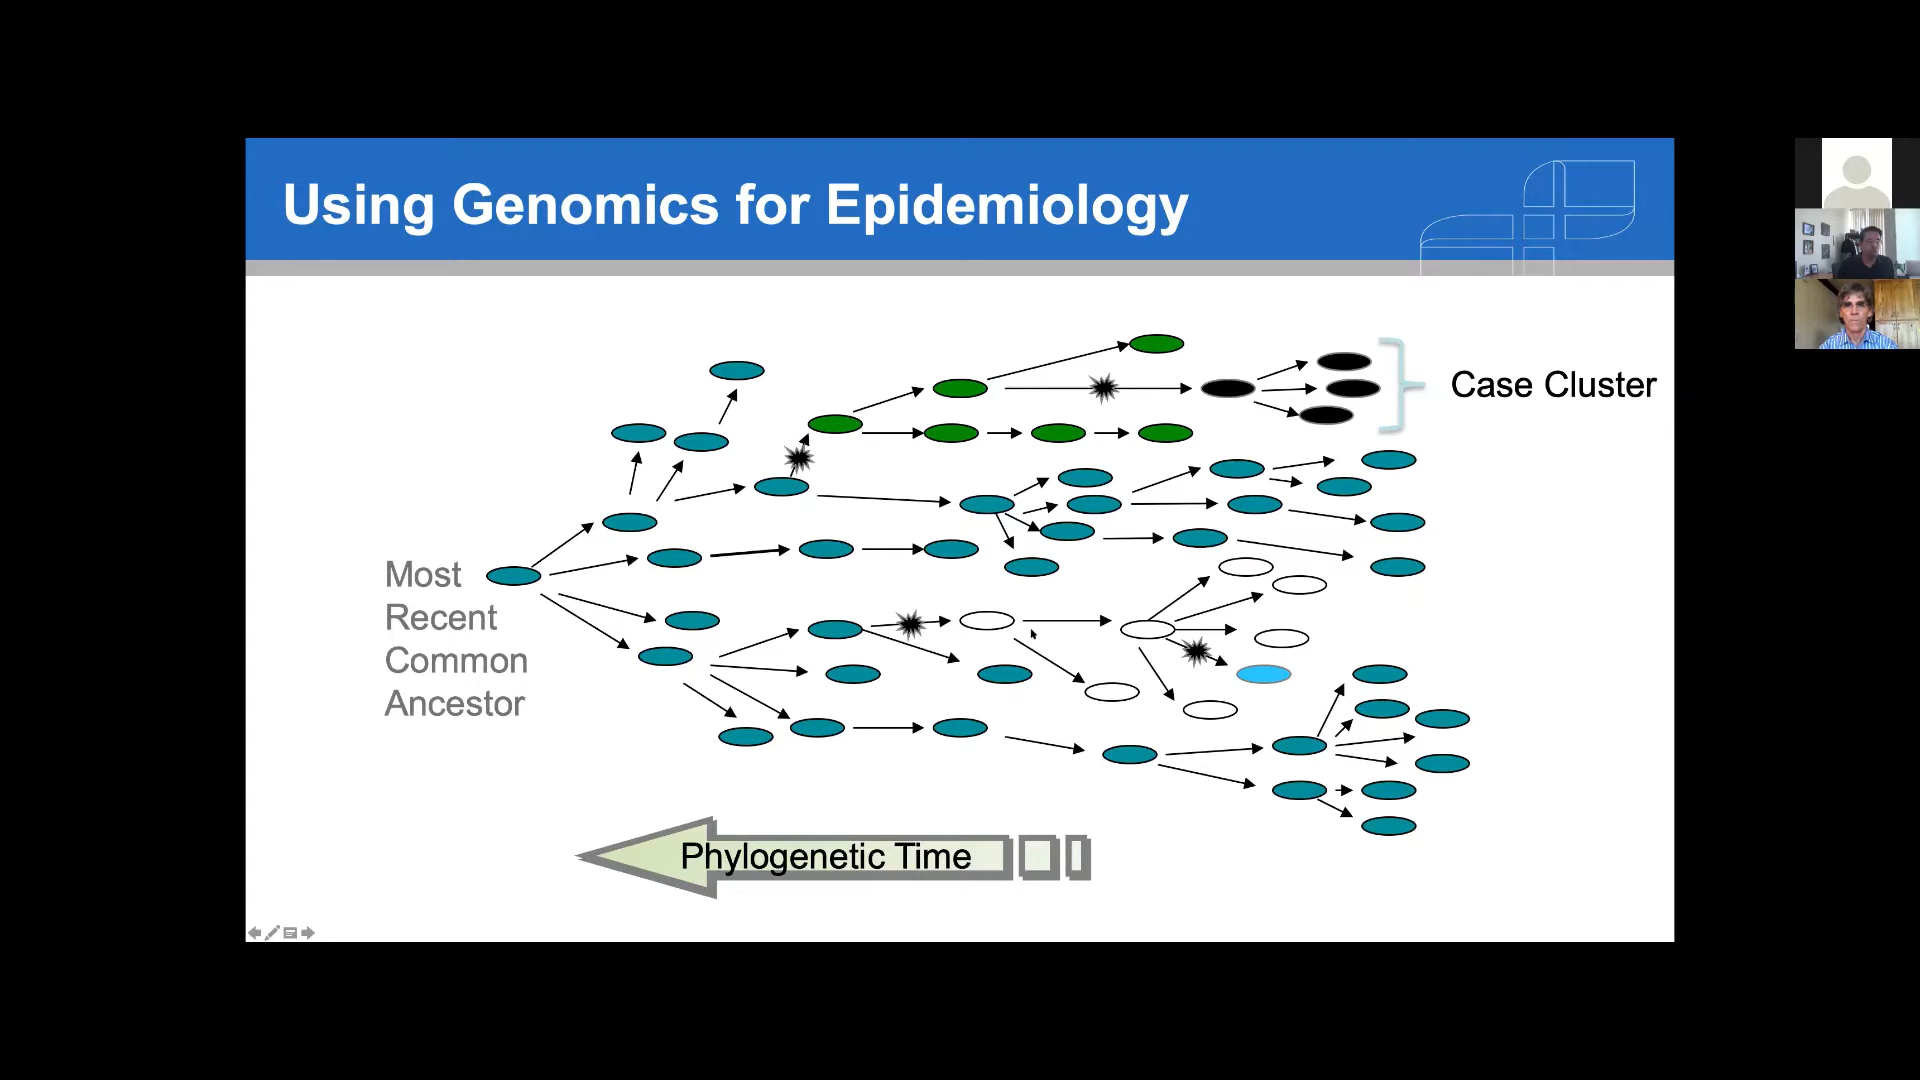 Using Genomics for Epidemiology
Case Cluster
Most
Recent
Common
Ancestor
Phylogenetic Time